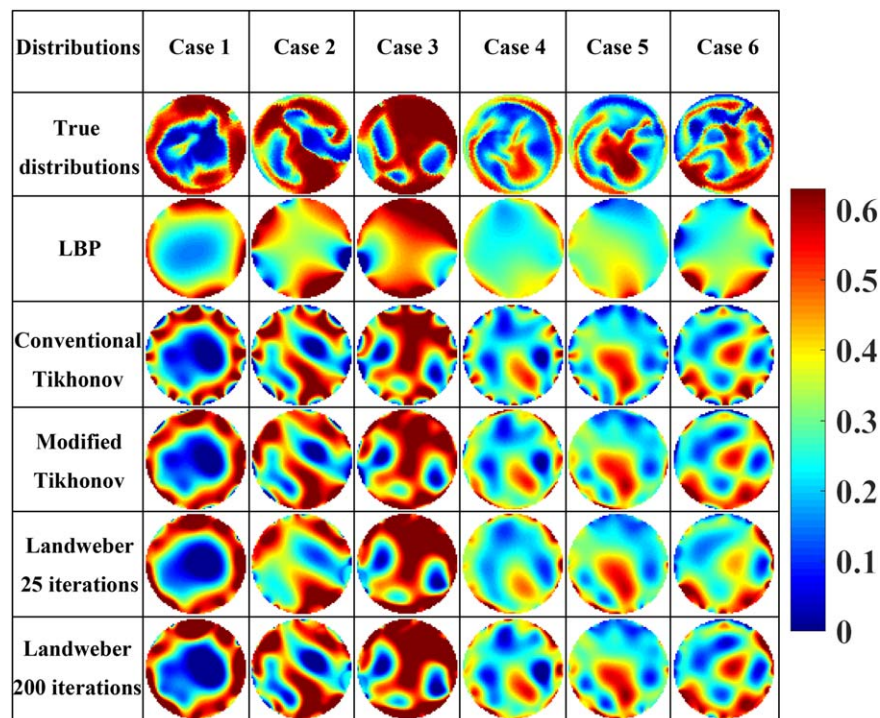 Distributions
Case 1
Case 2
Case 3
Case 4
Case 5
Case 6
True
distributions
LBP
Conventional
Tikhonov
Modified
Tikhonov
Landweber
25 iterations
Landweber
200 iterations
0.6
0.5
0.4
0.3
0.2
0.1
0